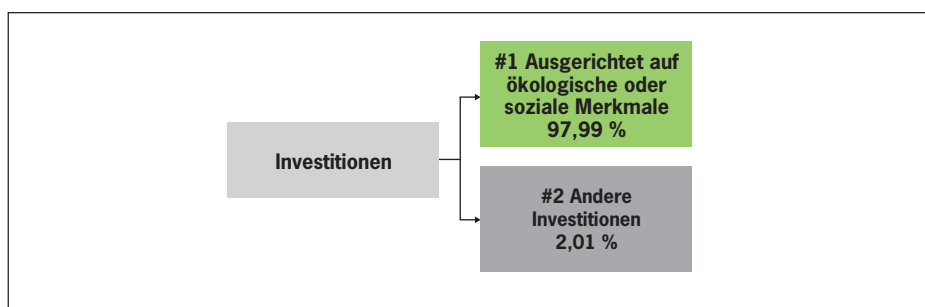 #1 Ausgerichtet auf
ökologische oder
soziale Merkmale
97,99 %
Investitionen
#2 Andere
Investitionen
2,01 %